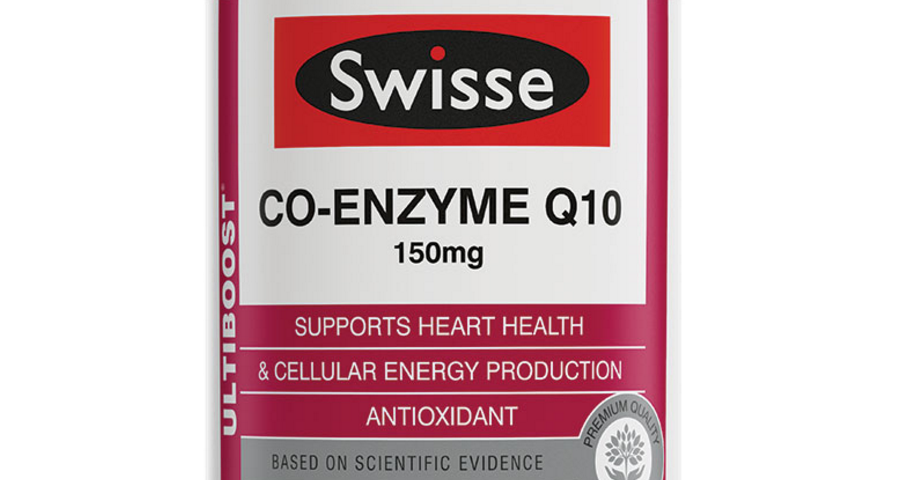 Swisse
CO-ENZYME Q10
150mg
ULTIBOOST
SUPPORTS HEART HEALTH
& CELLULAR ENERGY PRODUCTION
ANTIOXIDANT
PREMIUM QUALITY
BASED ON SCIENTIFIC EVIDENCE